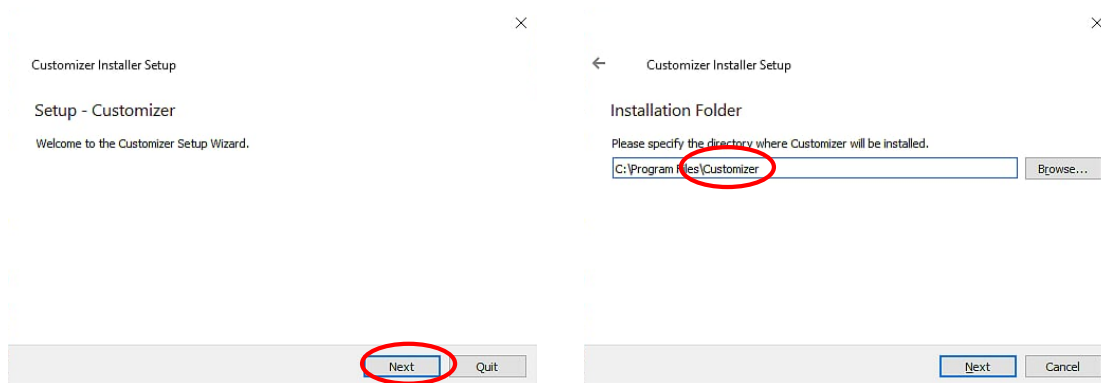 Customizer Installer Setup
Setup - Customizer
Welcome to the Customizer Setup Wizard.
Next
Quit
Customizer Installer Setup
Installation Folder
Please specify the directory where Customizer will be installed.
C:\Program Files\Customizer
Browse...
Next
Cancel